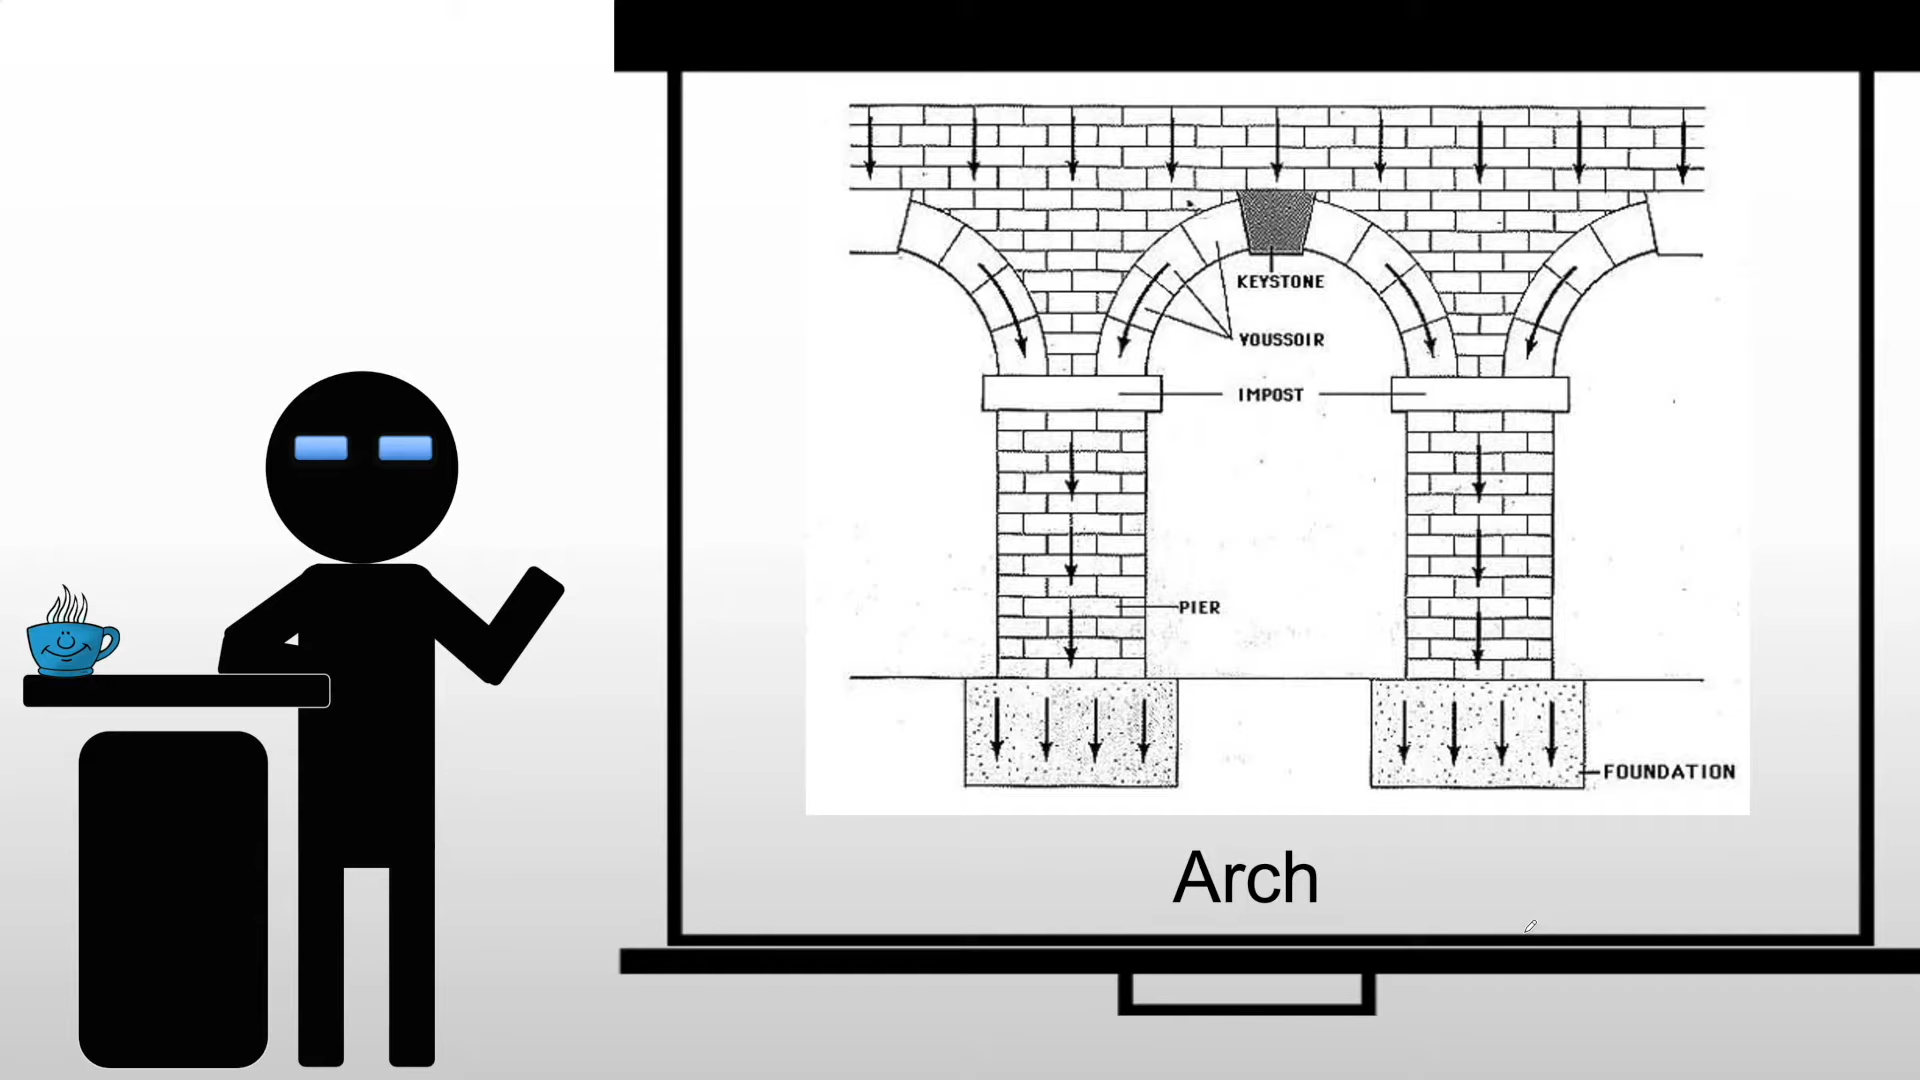 KEYSTONE
YOUSSOIR
IMPOST
PIER
FOUNDATION
Arch